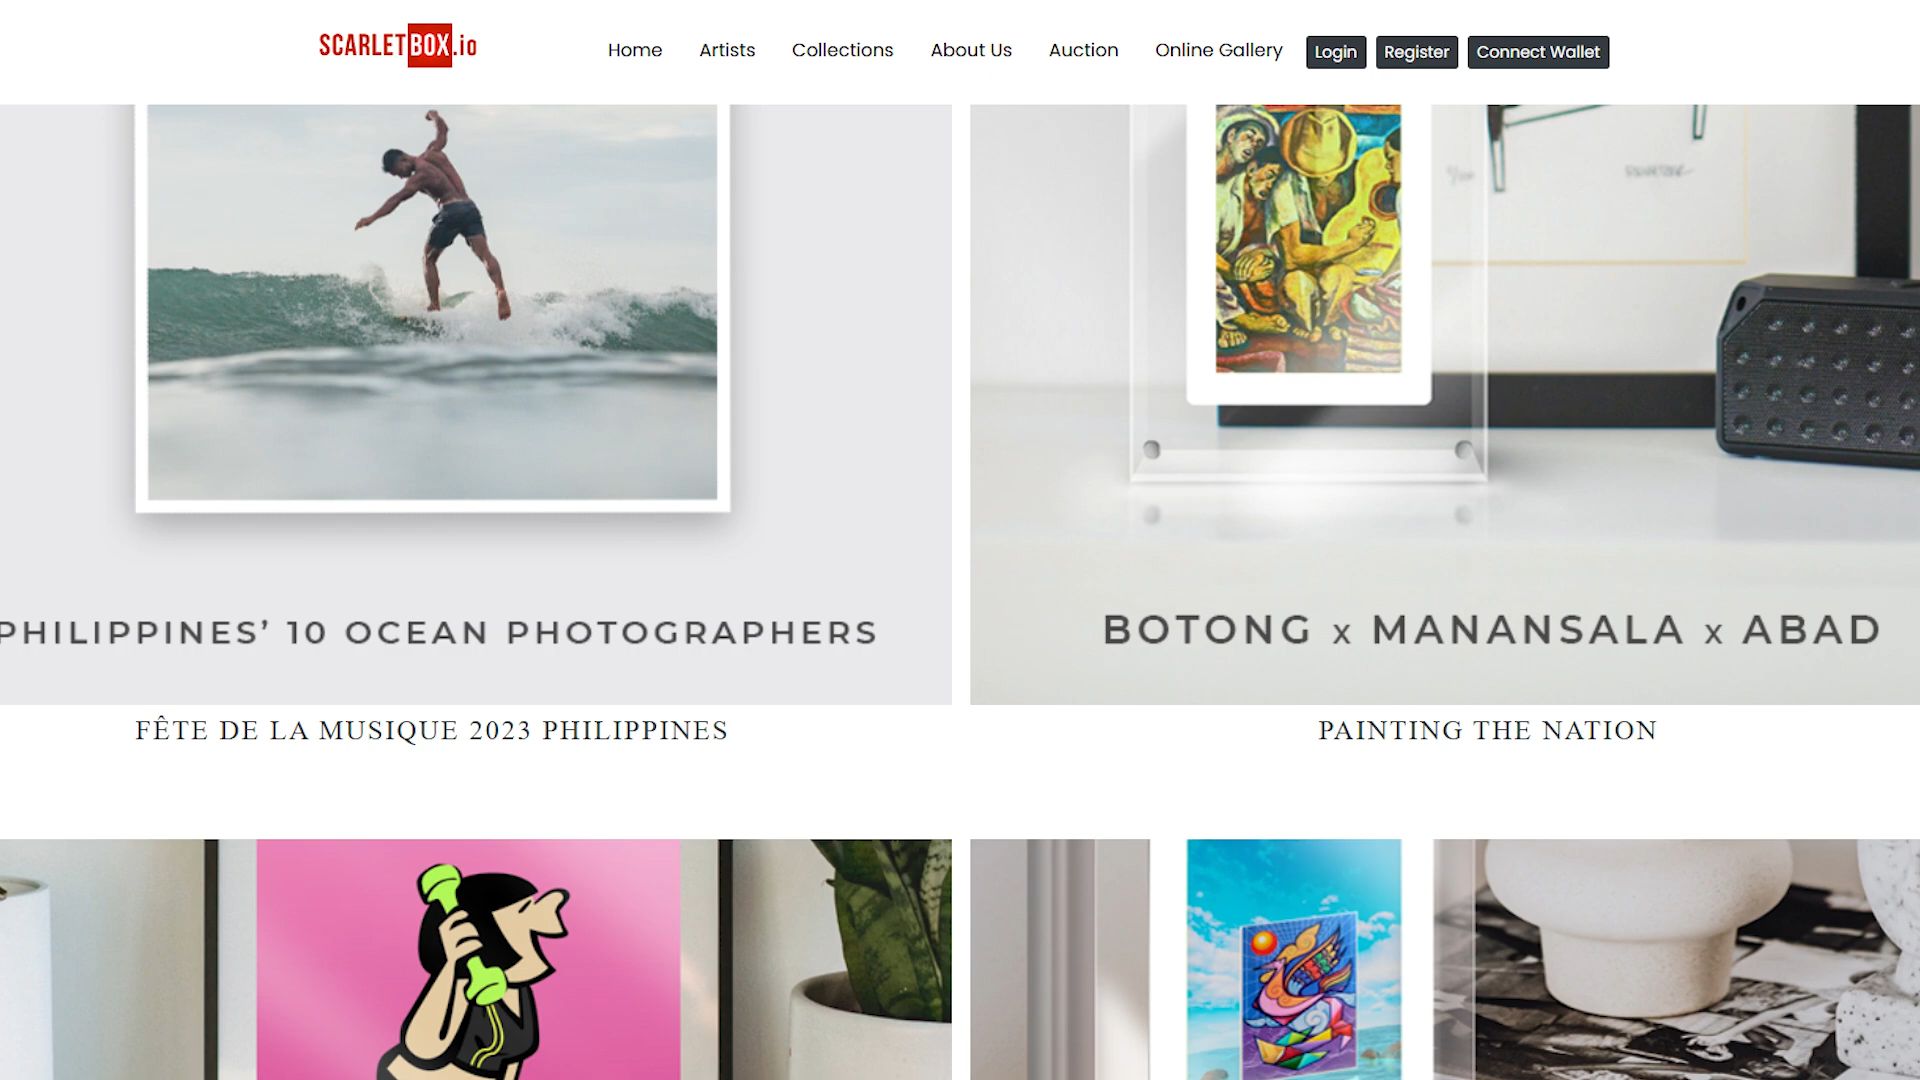 SCARLETBOX.io
Home Artists Collections About Us Auction Online Gallery Login Register Connect Wallet
PHILIPPINES' 10 OCEAN PHOTOGRAPHERS
BOTONG x MANANSALA x ABAD
FÊTE DE LA MUSIQUE 2023 PHILIPPINES
PAINTING THE NATION